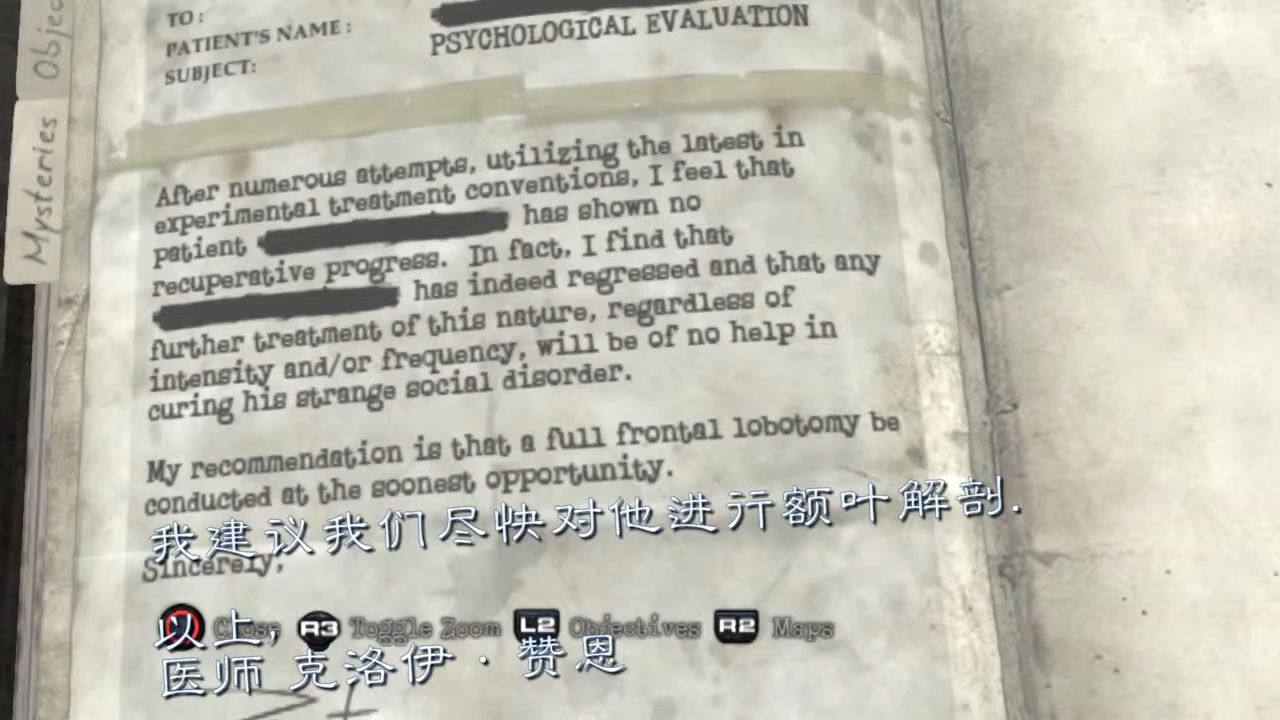 Objec
Mysteries
TO:
PATIENT'S NAME:
SUBJECT:
PSYCHOLOGICAL EVALUATION
After numerous attempts, utilizing the latest in
experimental treatment conventions, I feel that
patient has shown no
recuperative progress. In fact, I find that
has indeed regressed and that any
further treatment of this nature, regardless of
intensity and/or frequency, will be of no help in
curing his strange social disorder.
My recommendation is that a full frontal lobotomy be
conducted at the soonest opportunity.
我建议我们尽快对他进行额叶解剖.
Sincerely,
以上,
Close R3 Toggle Zoom L2 Objectives R2 Maps
医师 克洛伊·赞恩